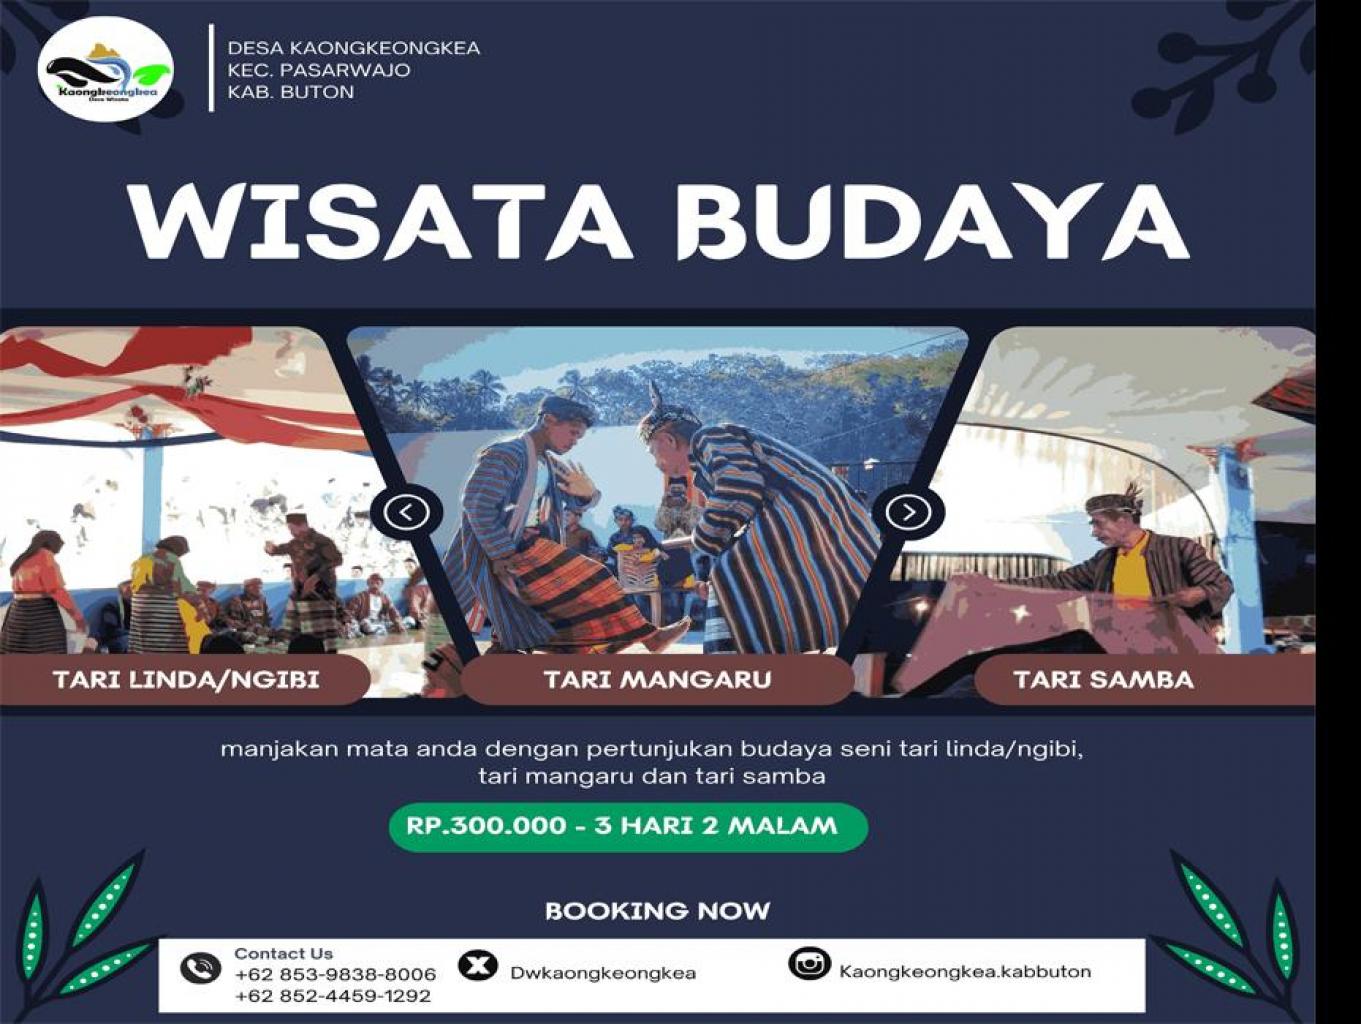 Kaongkeongkea
Desa Wisata
DESA KAONGKEONGKEA
KEC. PASARWAJO
KAB. BUTON
WISATA BUDAYA
TARI LINDA/NGIBI
TARI MANGARU
TARI SAMBA
manjakan mata anda dengan pertunjukan budaya seni tari linda/ngibi,
tari mangaru dan tari samba
RP.300.000 - 3 HARI 2 MALAM
BOOKING NOW
Contact Us
+62 853-9838-8006
+62 852-4459-1292
Dwkaongkeongkea
Kaongkeongkea.kabbuton